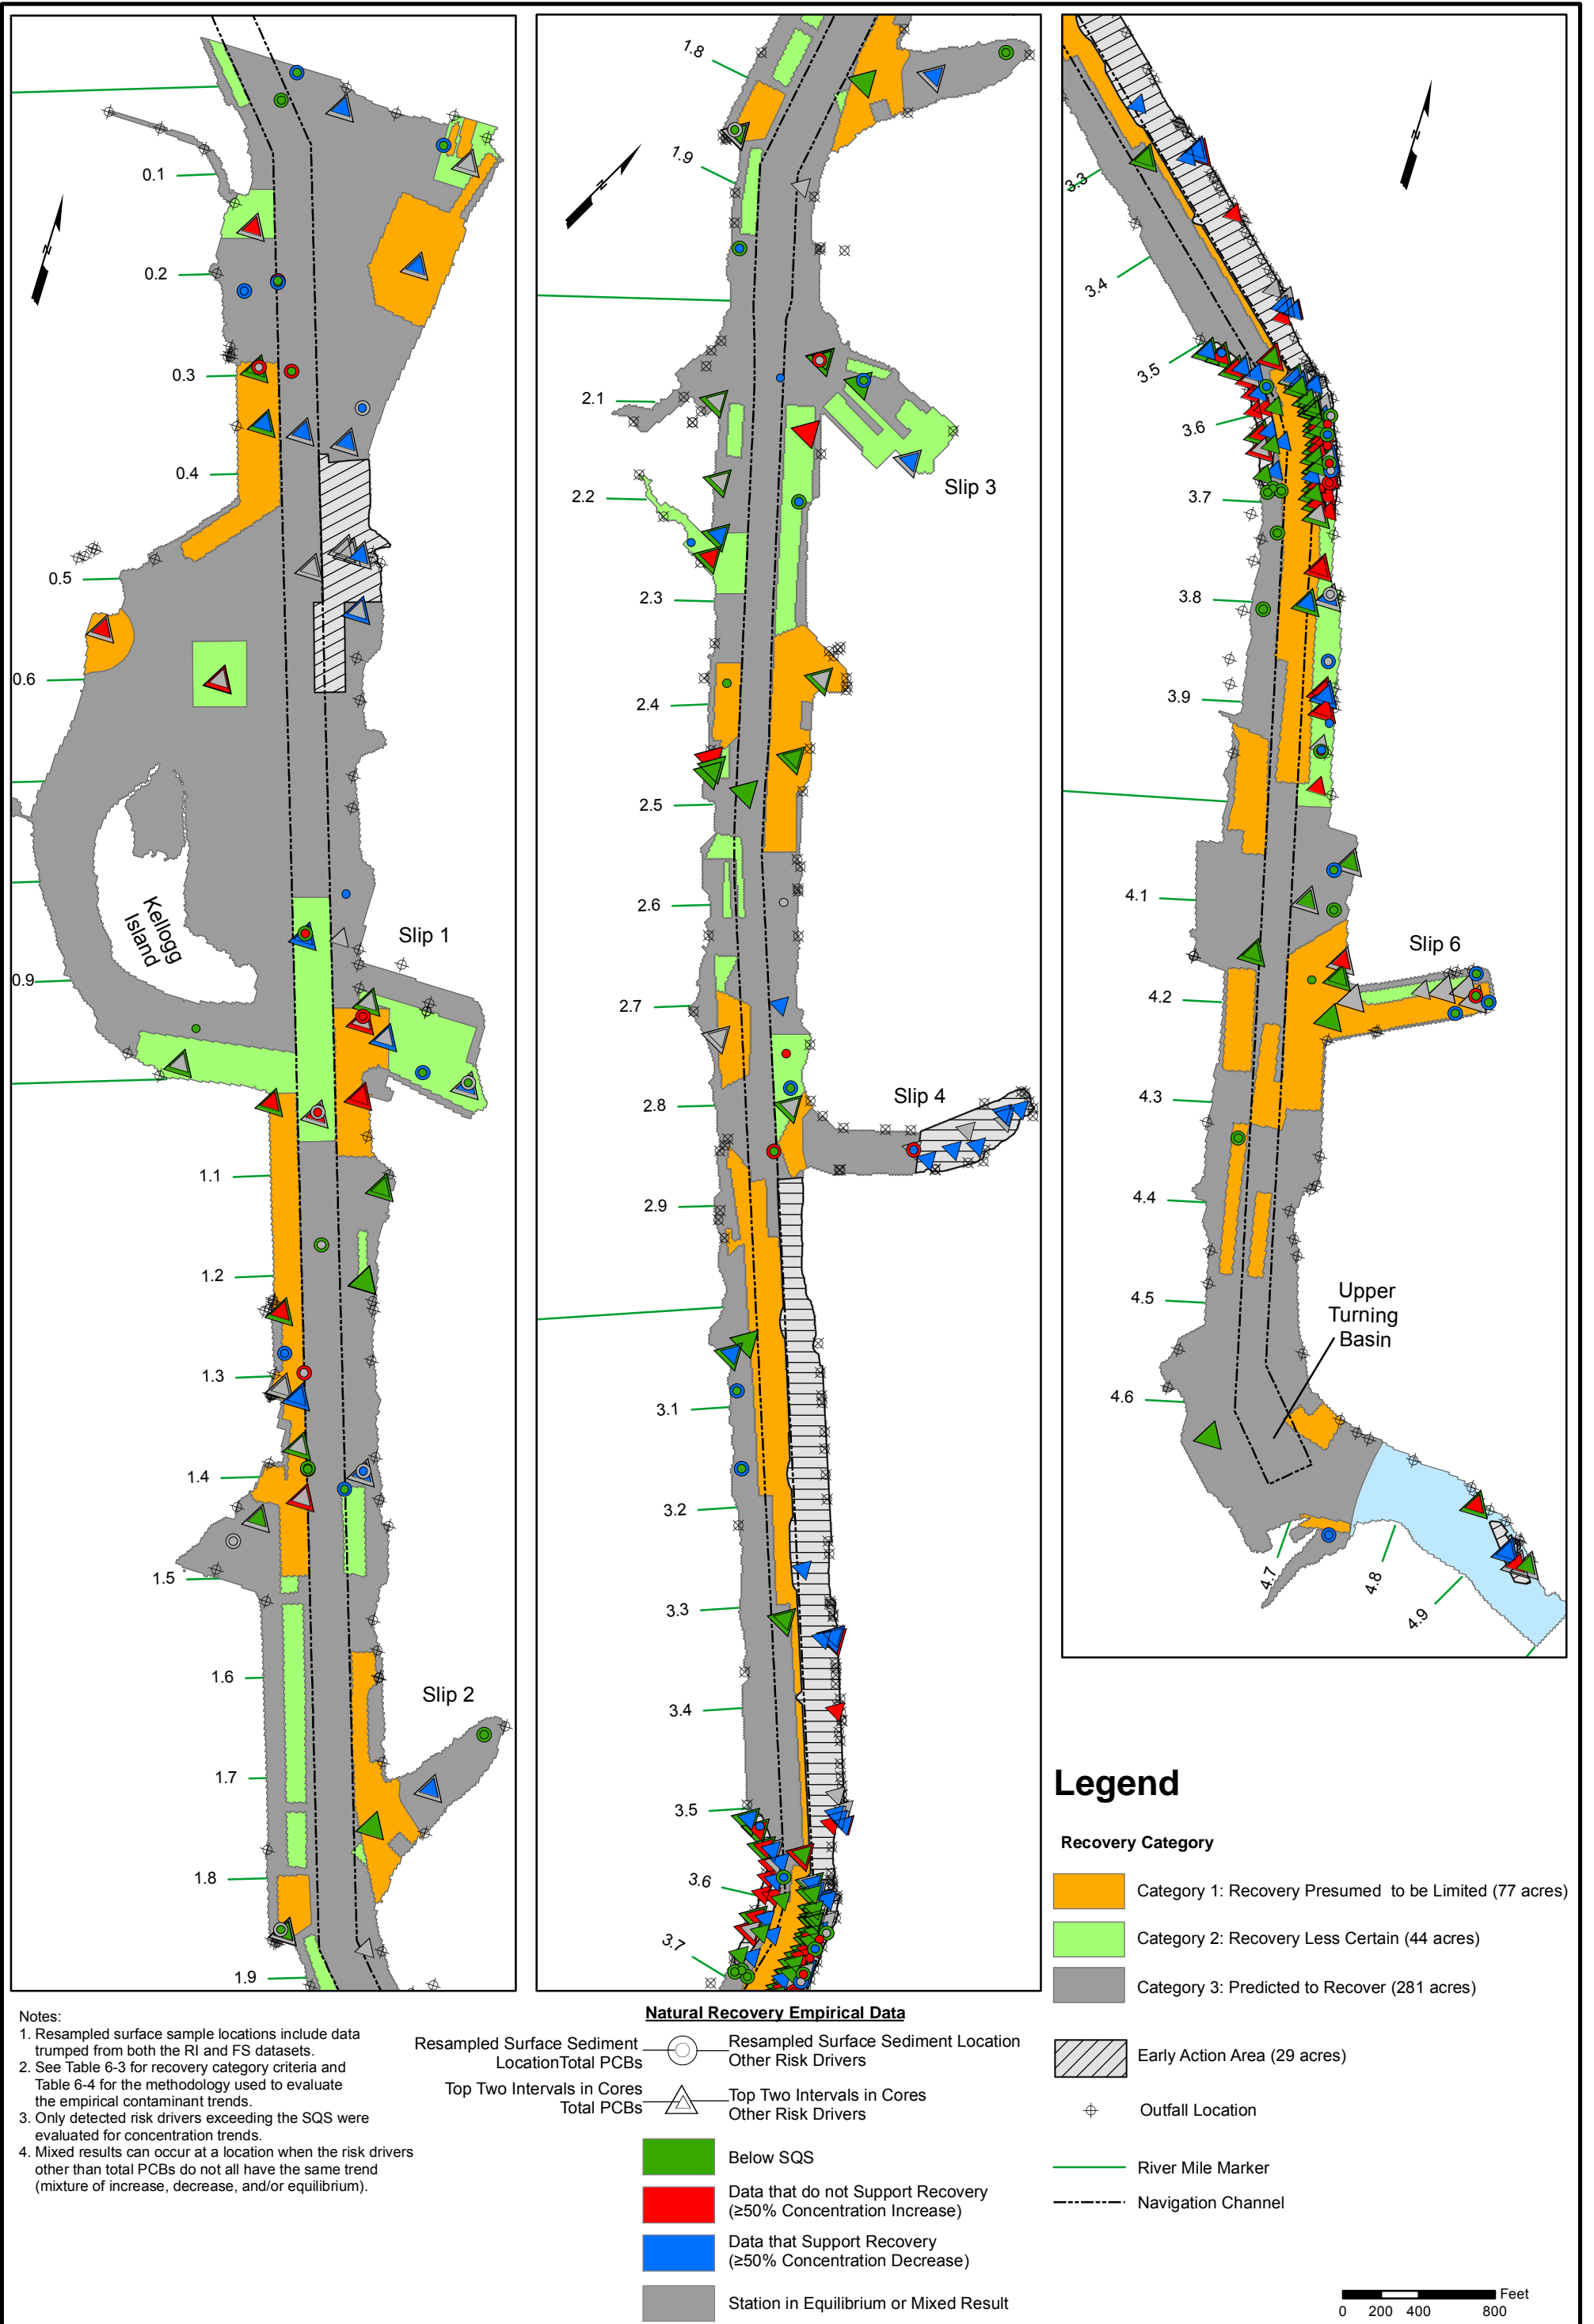 0.1
0.2
0.3
0.4
0.5
0.6
0.9
Kellogg
Island
Slip 1
1.1
1.2
1.3
1.4
1.5
1.6
Slip 2
1.7
1.8
1.9
N
1.8
1.9
N
2.1
Slip 3
2.2
2.3
2.4
2.5
2.6
2.7
2.8
Slip 4
2.9
3.1
3.2
3.3
3.4
3.5
3.6
3.7
N
3.3
3.4
3.5
3.6
3.7
3.8
3.9
4.1
Slip 6
4.2
4.3
4.4
4.5
Upper
Turning
Basin
4.6
4.7
4.8
4.9
Legend
Recovery Category
Category 1: Recovery Presumed to be Limited (77 acres)
Category 2: Recovery Less Certain (44 acres)
Category 3: Predicted to Recover (281 acres)
Early Action Area (29 acres)
Outfall Location
River Mile Marker
Navigation Channel
Notes:
1. Resampled surface sample locations include data
trumped from both the RI and FS datasets.
2. See Table 6-3 for recovery category criteria and
Table 6-4 for the methodology used to evaluate
the empirical contaminant trends.
3. Only detected risk drivers exceeding the SQS were
evaluated for concentration trends.
4. Mixed results can occur at a location when the risk drivers
other than total PCBs do not all have the same trend
(mixture of increase, decrease, and/or equilibrium).
Natural Recovery Empirical Data
Resampled Surface Sediment
LocationTotal PCBs
Resampled Surface Sediment Location
Other Risk Drivers
Top Two Intervals in Cores
Total PCBs
Top Two Intervals in Cores
Other Risk Drivers
Below SQS
Data that do not Support Recovery
(≥50% Concentration Increase)
Data that Support Recovery
(≥50% Concentration Decrease)
Station in Equilibrium or Mixed Result
Feet
0 200 400 800